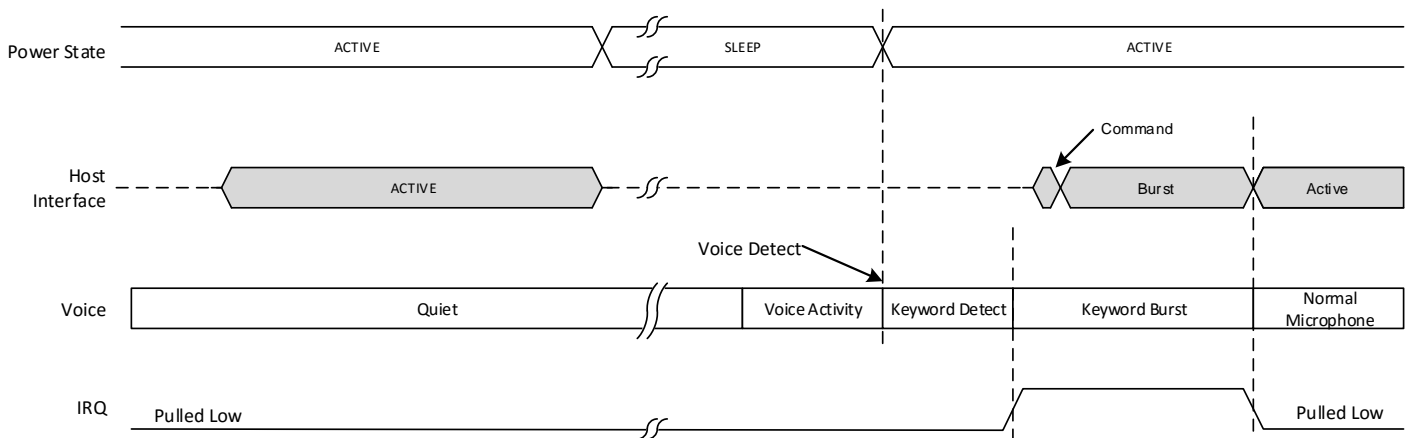 Power State
ACTIVE
SLEEP
ACTIVE
Command
Host
Interface
ACTIVE
Burst
Active
Voice Detect
Voice
Quiet
Voice Activity
Keyword Detect
Keyword Burst
Normal
Microphone
IRQ
Pulled Low
Pulled Low